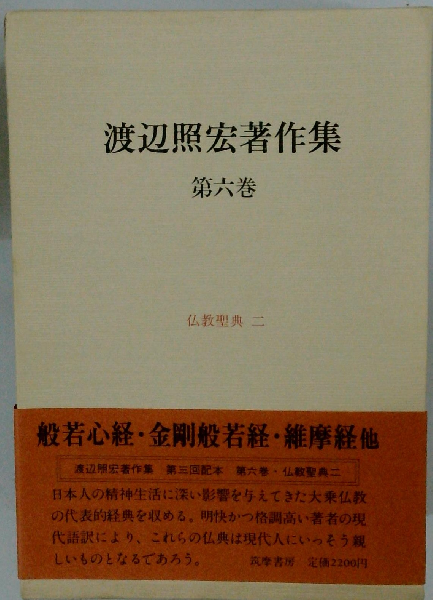 渡辺照宏著作集
第六巻
仏教聖典 二
般若心経・金剛般若経・維摩経他
渡辺照宏著作集 第三回配本 第六巻・仏教聖典二
日本人の精神生活に深い影響を与えてきた大乗仏教
の代表的経典を収める。明快かつ格調高い著者の現
代語訳により、これらの仏典は現代人にいっそう親
しいものとなるであろう。 筑摩書房 定価2200円